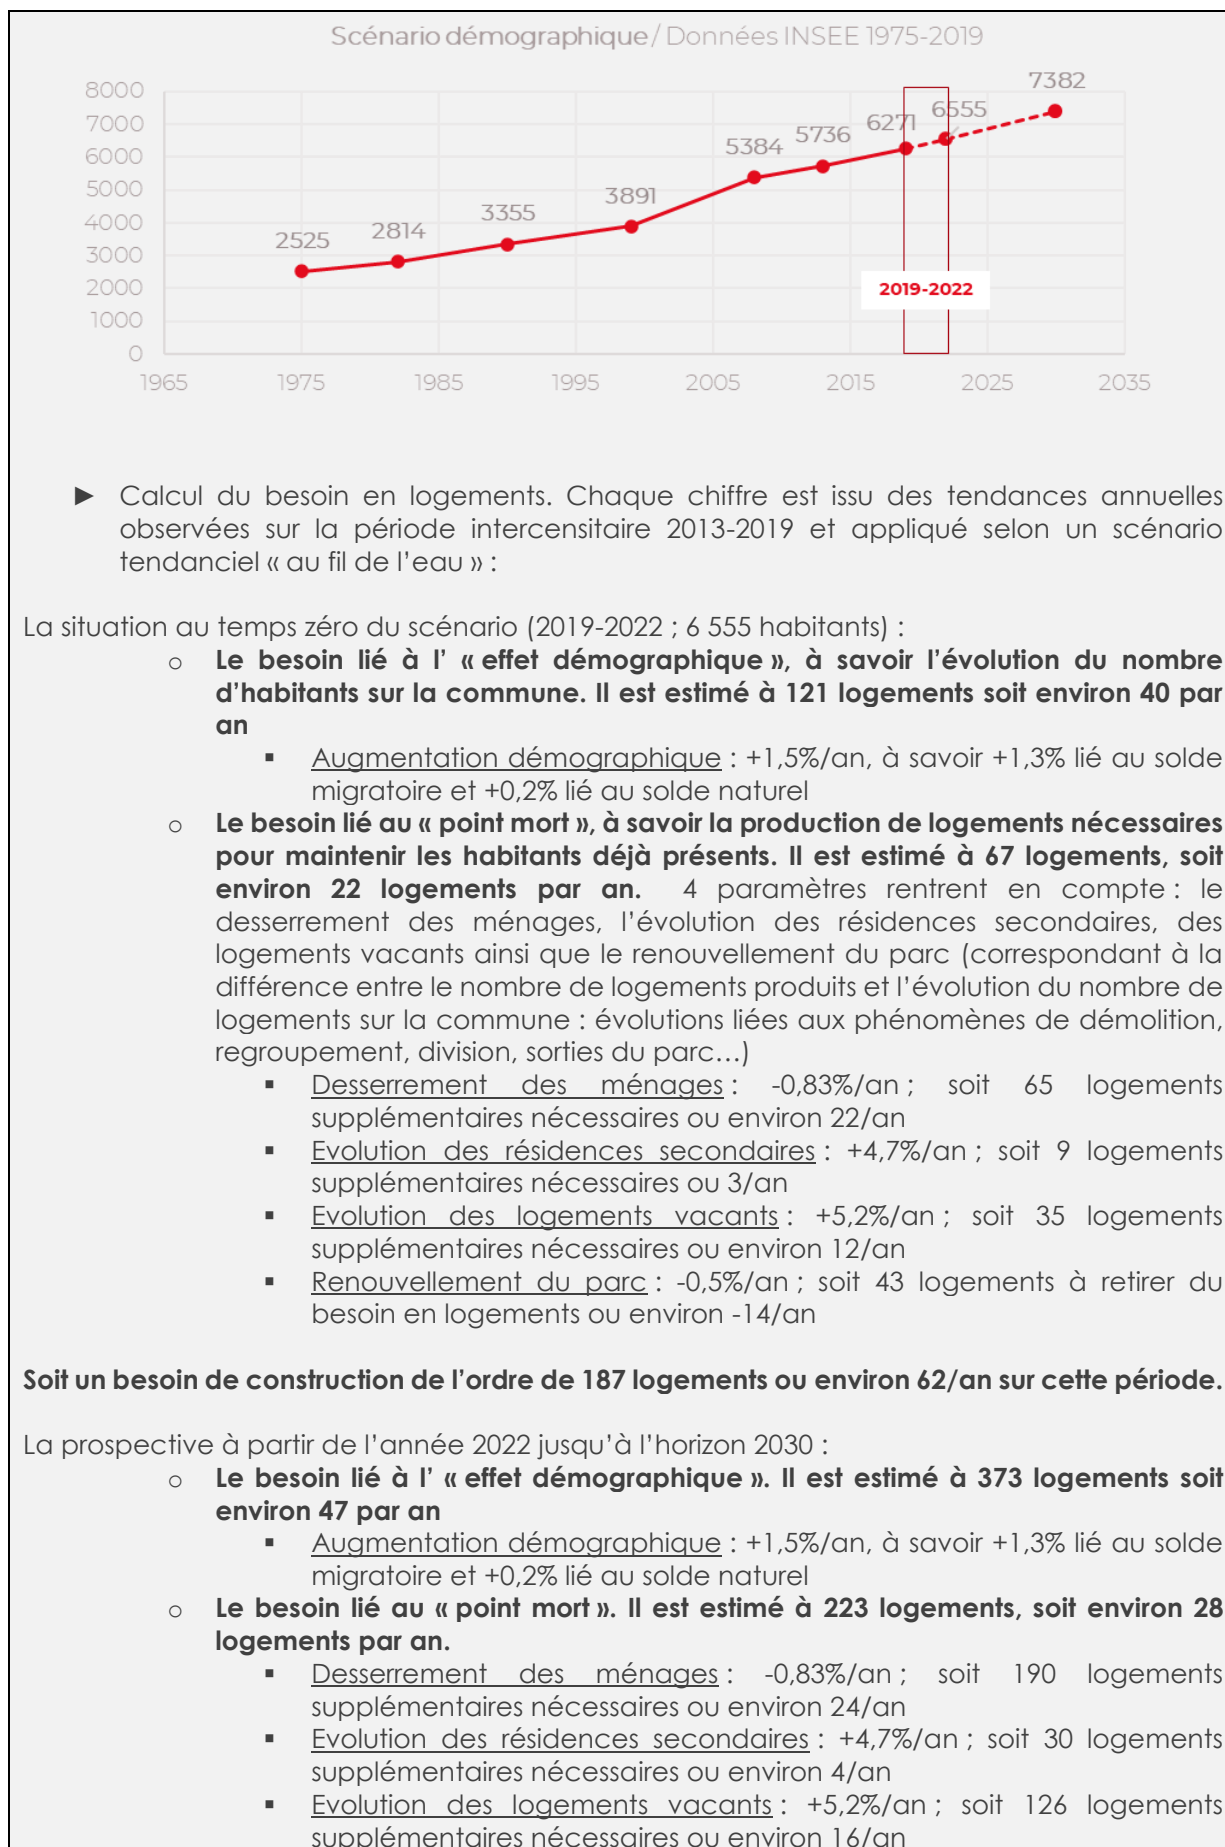 Scénario démographique/ Données INSEE 1975-2019
8000
7000
6000
5000
4000
3000
2000
1000
0
2525
2814
3355
3891
5384
5736
6271
6555
7382
2019-2022
1965
1975
1985
1995
2005
2015
2025
2035
► Calcul du besoin en logements. Chaque chiffre est issu des tendances annuelles
observées sur la période intercensitaire 2013-2019 et appliqué selon un scénario
tendanciel « au fil de l’eau » :
La situation au temps zéro du scénario (2019-2022 ; 6 555 habitants) :
o Le besoin lié à l’ « effet démographique », à savoir l’évolution du nombre
d’habitants sur la commune. Il est estimé à 121 logements soit environ 40 par
an
▪ Augmentation démographique : +1,5%/an, à savoir +1,3% lié au solde
migratoire et +0,2% lié au solde naturel
o Le besoin lié au « point mort », à savoir la production de logements nécessaires
pour maintenir les habitants déjà présents. Il est estimé à 67 logements, soit
environ 22 logements par an. 4 paramètres rentrent en compte : le
desserrement des ménages, l’évolution des résidences secondaires, des
logements vacants ainsi que le renouvellement du parc (correspondant à la
différence entre le nombre de logements produits et l’évolution du nombre de
logements sur la commune : évolutions liées aux phénomènes de démolition,
regroupement, division, sorties du parc…)
▪ Desserrement des ménages : -0,83%/an ; soit 65 logements
supplémentaires nécessaires ou environ 22/an
▪ Evolution des résidences secondaires : +4,7%/an ; soit 9 logements
supplémentaires nécessaires ou 3/an
▪ Evolution des logements vacants : +5,2%/an ; soit 35 logements
supplémentaires nécessaires ou environ 12/an
▪ Renouvellement du parc : -0,5%/an ; soit 43 logements à retirer du
besoin en logements ou environ -14/an
Soit un besoin de construction de l’ordre de 187 logements ou environ 62/an sur cette période.
La prospective à partir de l’année 2022 jusqu’à l’horizon 2030 :
o Le besoin lié à l’ « effet démographique ». Il est estimé à 373 logements soit
environ 47 par an
▪ Augmentation démographique : +1,5%/an, à savoir +1,3% lié au solde
migratoire et +0,2% lié au solde naturel
o Le besoin lié au « point mort ». Il est estimé à 223 logements, soit environ 28
logements par an.
▪ Desserrement des ménages : -0,83%/an ; soit 190 logements
supplémentaires nécessaires ou environ 24/an
▪ Evolution des résidences secondaires : +4,7%/an ; soit 30 logements
supplémentaires nécessaires ou environ 4/an
▪ Evolution des logements vacants : +5,2%/an ; soit 126 logements
supplémentaires nécessaires ou environ 16/an